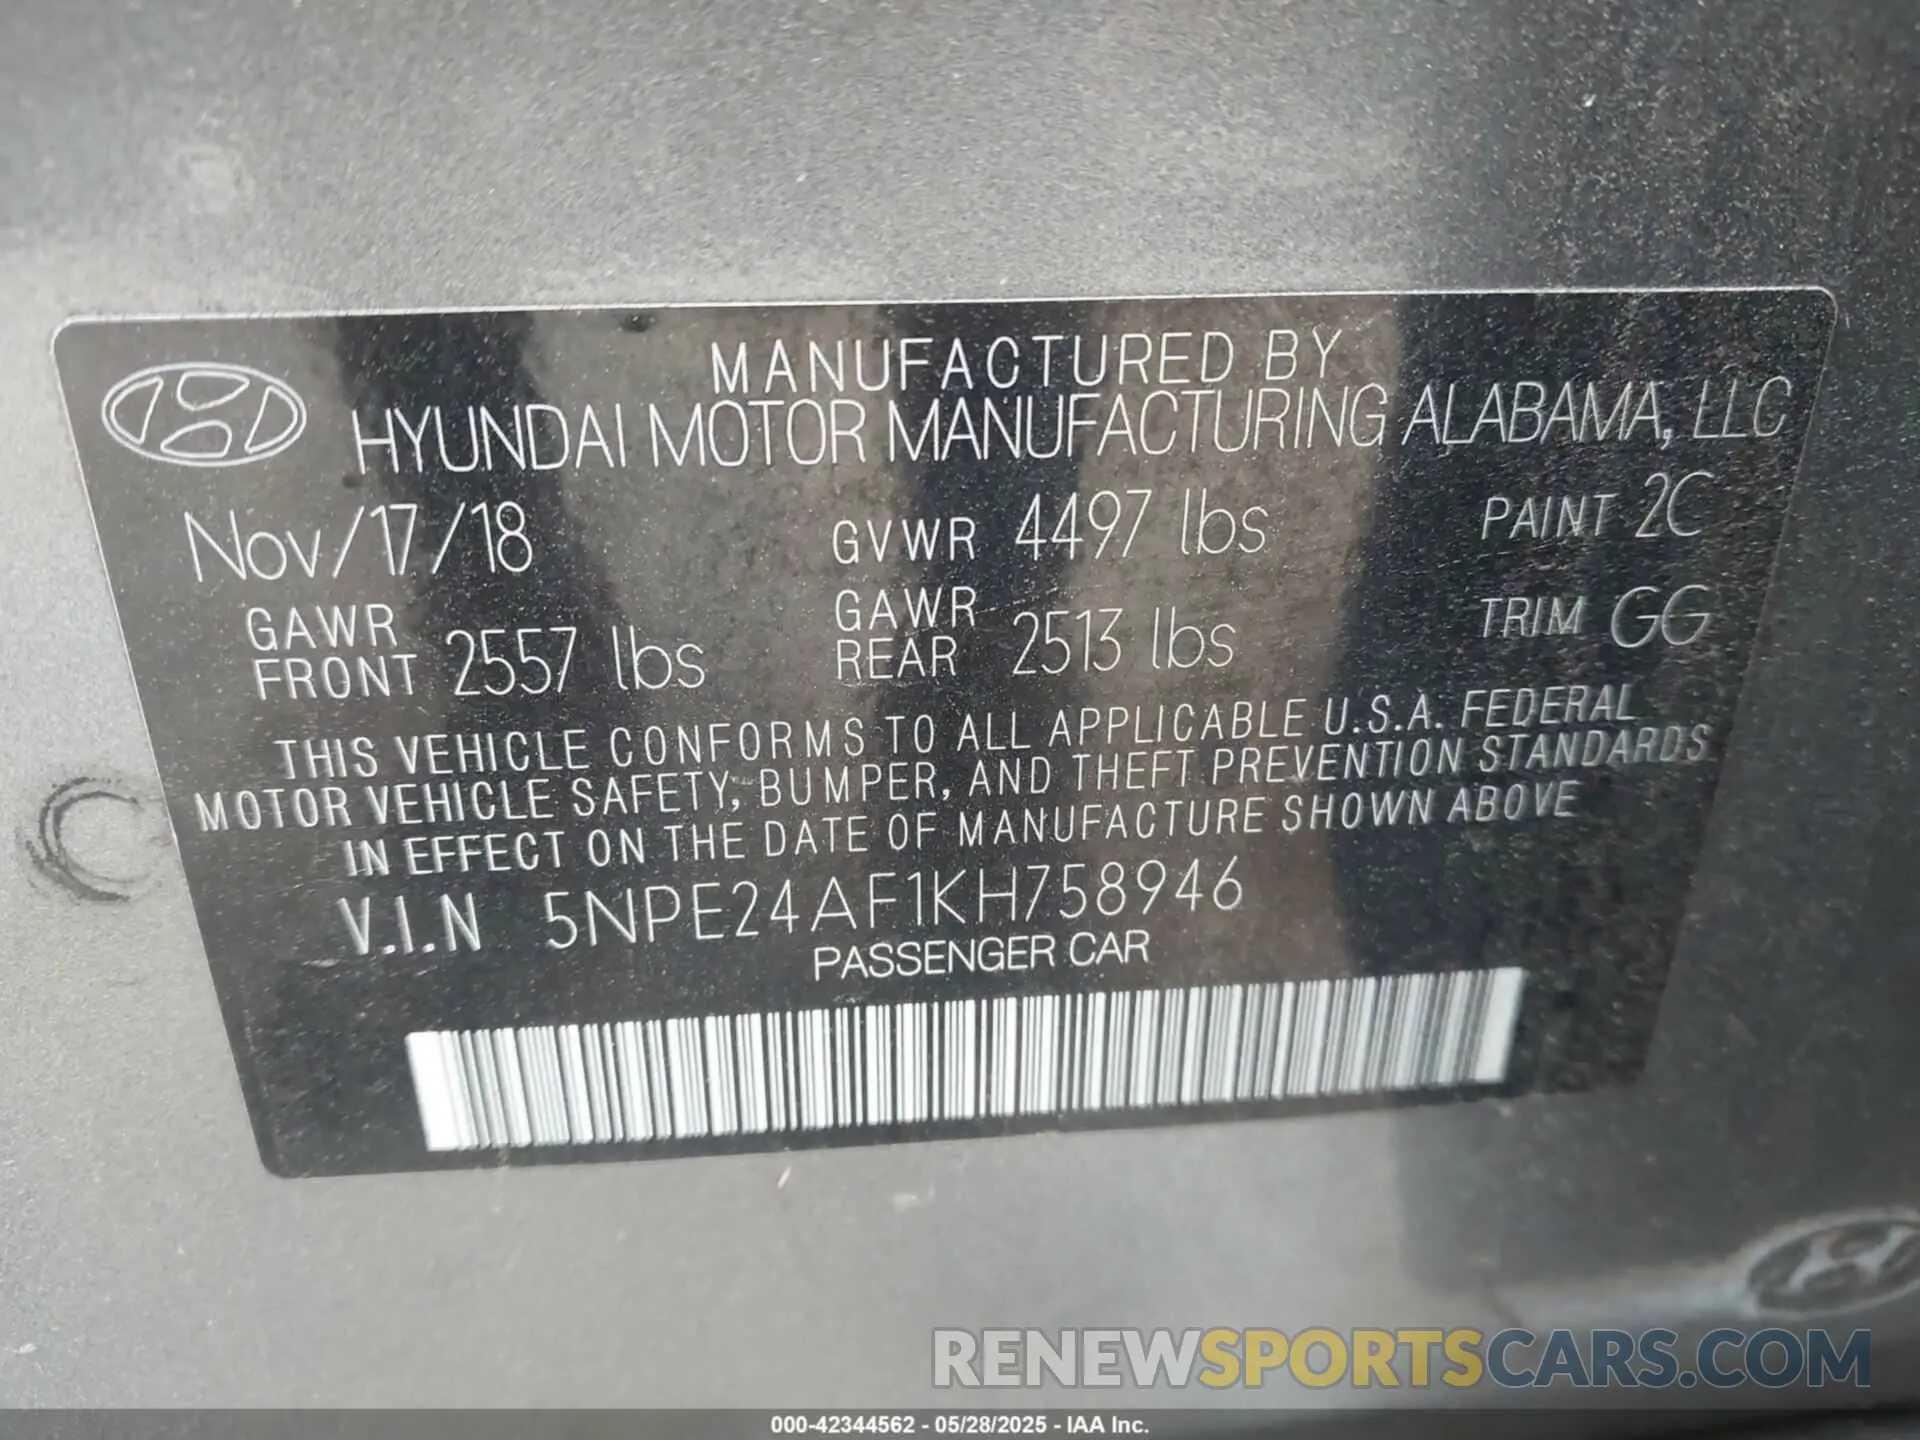 MANUFACTURED BY
HYUNDAI MOTOR MANUFACTURING ALABAMA, LLC
Nov/17/18 GVWR 4497 lbs PAINT 2C
GAWR FRONT 2557 lbs GAWR REAR 2513 lbs TRIM GG
THIS VEHICLE CONFORMS TO ALL APPLICABLE U.S.A. FEDERAL
MOTOR VEHICLE SAFETY, BUMPER, AND THEFT PREVENTION STANDARDS
IN EFFECT ON THE DATE OF MANUFACTURE SHOWN ABOVE
V.I.N 5NPE24AF1KH758946
PASSENGER CAR
RENEWSPORTSCARS.COM
000-42344562 - 05/28/2025 - IAA Inc.